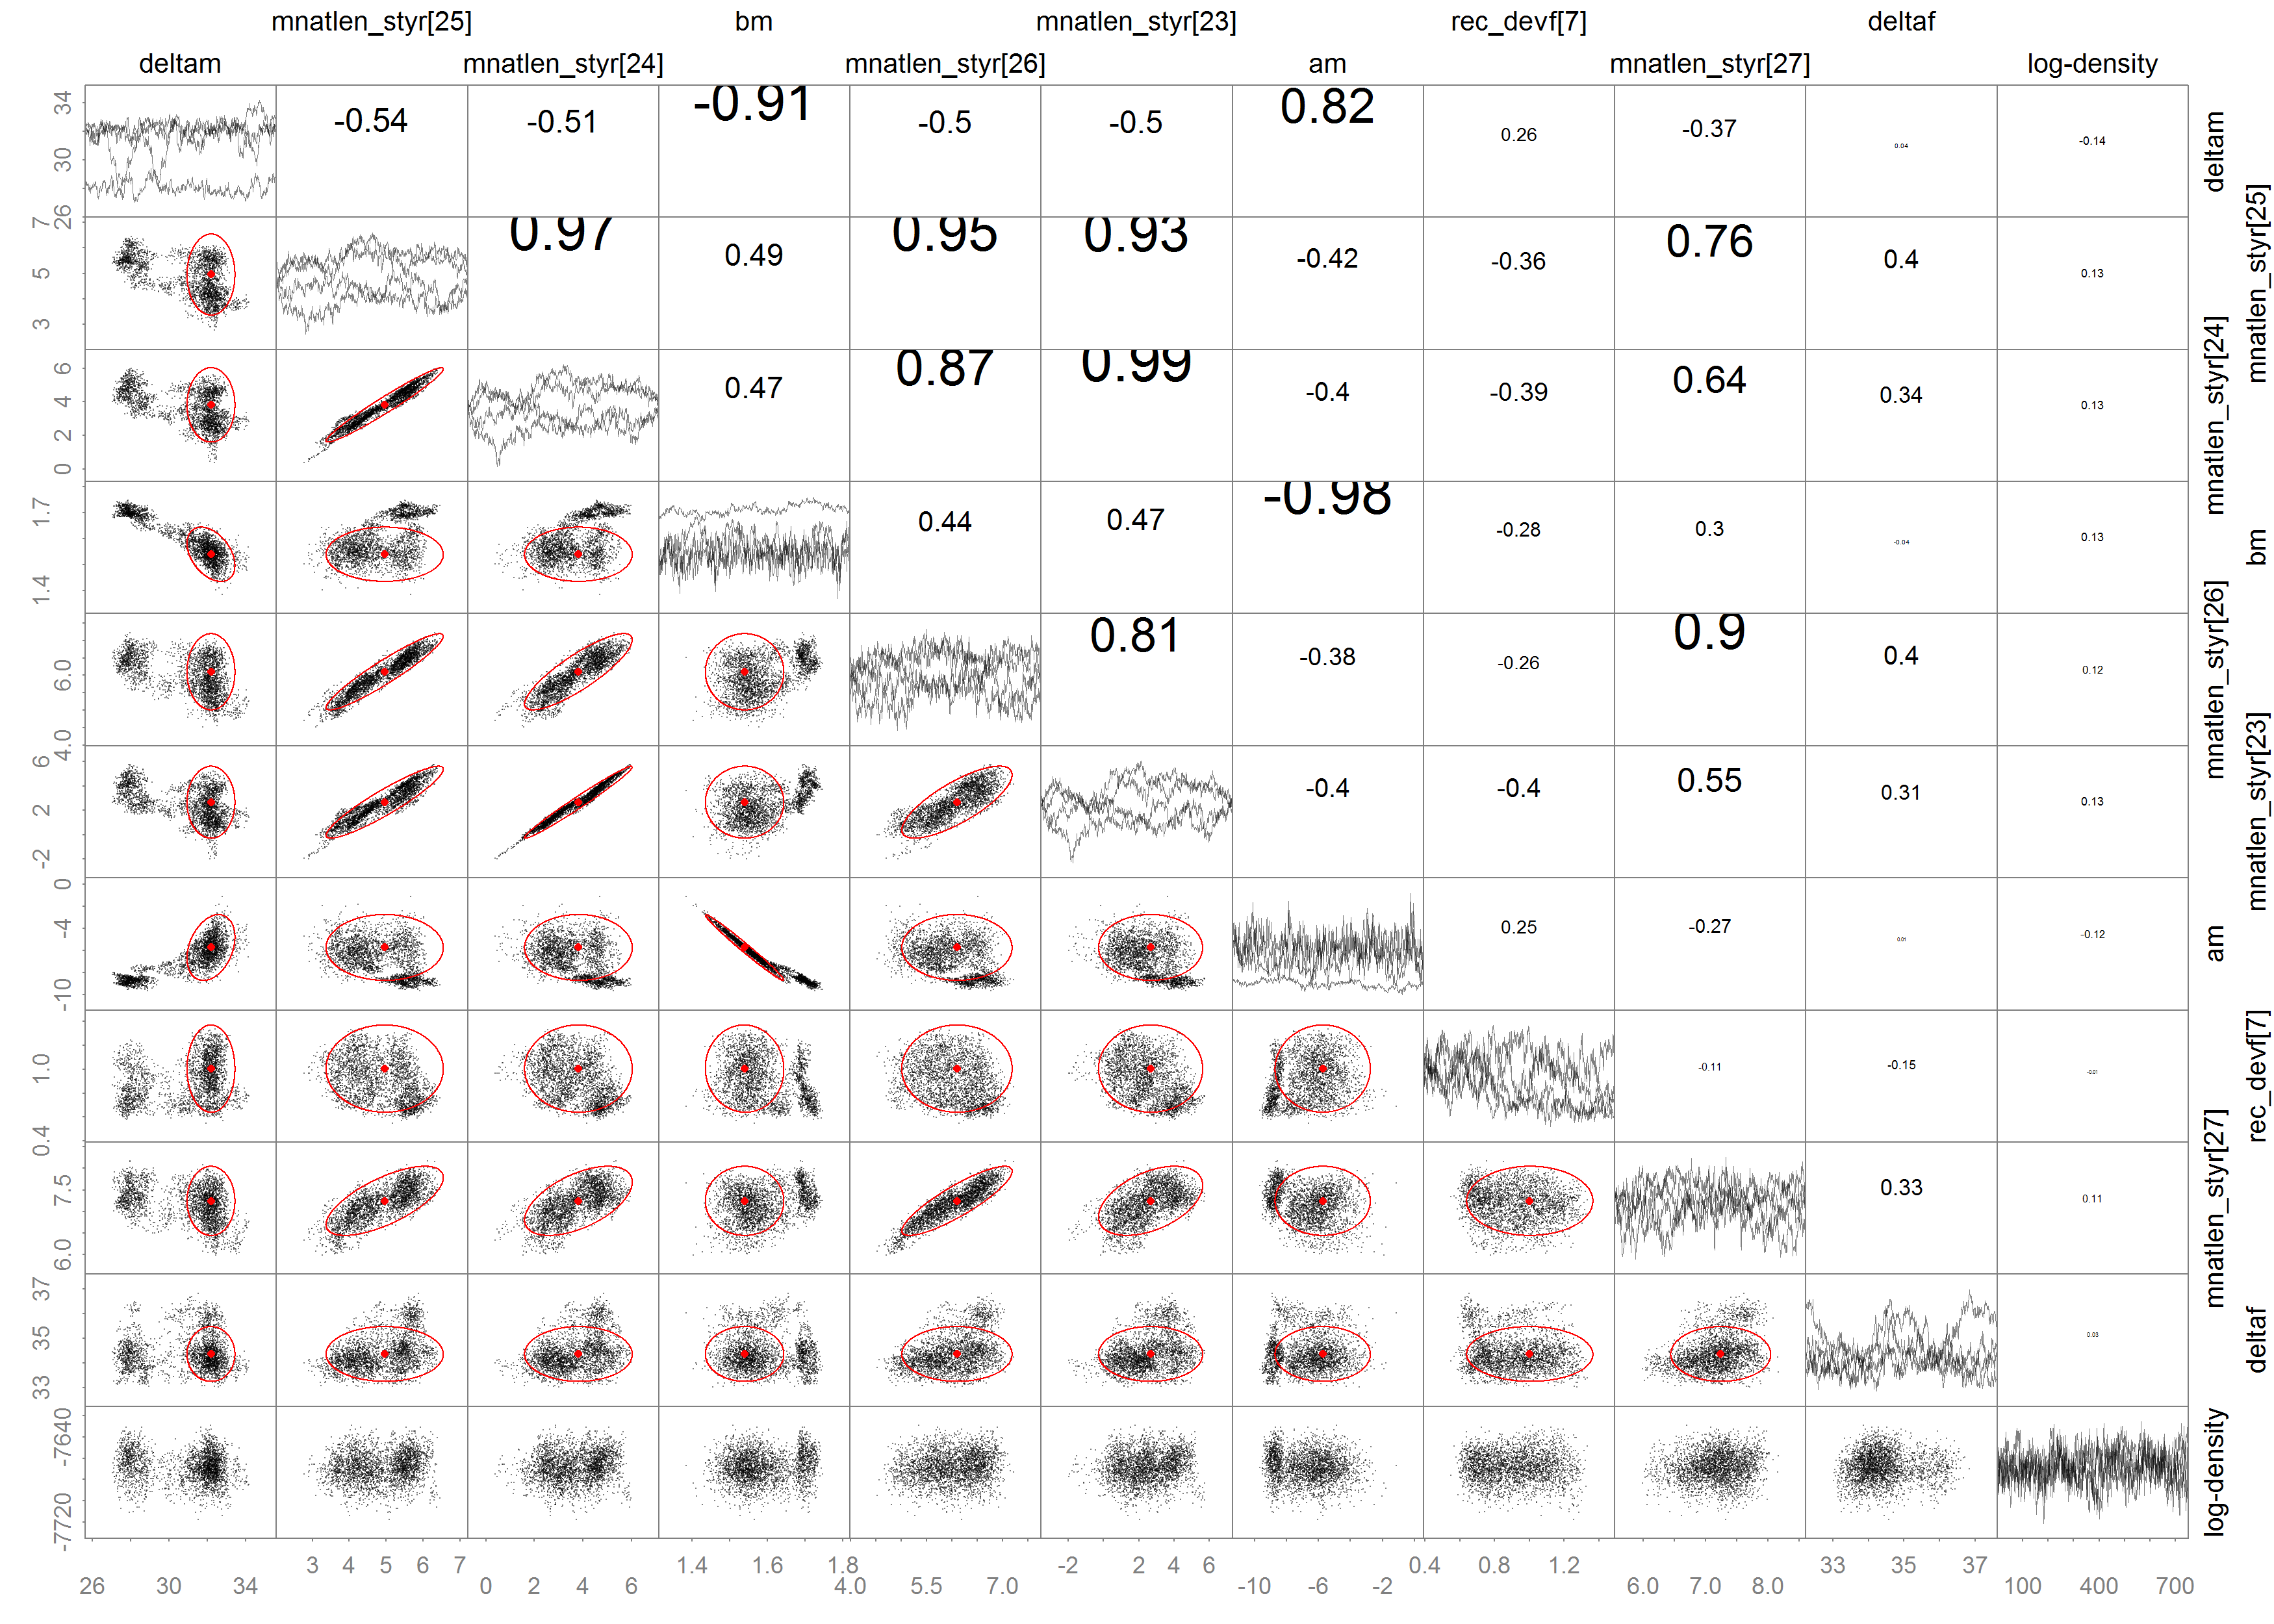 mnatlen_styr[25] bm mnatlen_styr[23] rec_devf[7] deltaf
deltam mnatlen_styr[24] mnatlen_styr[26] am mnatlen_styr[27] log-density
26 30 34 -0.54 -0.51 -0.91 -0.5 -0.5 0.82 0.26 -0.37 0.04 -0.14 deltam
3 5 7 0.97 0.49 0.95 0.93 -0.42 -0.36 0.76 0.4 0.13 mnatlen_styr[25]
0 2 4 6 0.47 0.87 0.99 -0.4 -0.39 0.64 0.34 0.13 mnatlen_styr[24]
1.4 1.7 0.44 0.47 -0.98 -0.28 0.3 -0.04 0.13 bm
4.0 6.0 0.81 -0.38 -0.26 0.9 0.4 0.12 mnatlen_styr[26]
-2 2 6 -0.4 -0.4 0.55 0.31 0.13 mnatlen_styr[23]
-10 -4 0 0.25 -0.27 0.01 -0.12 am
0.4 1.0 -0.11 -0.15 -0.01 rec_devf[7]
6.0 7.5 0.33 0.11 mnatlen_styr[27]
33 35 37 0.03 deltaf
-7720 -7640 log-density
3 4 5 6 7 1.4 1.6 1.8 -2 2 6 0.4 0.8 1.2 33 35 37
26 30 34 0 2 4 6 4.0 5.5 7.0 -10 -6 -2 6.0 7.0 8.0 100 400 700